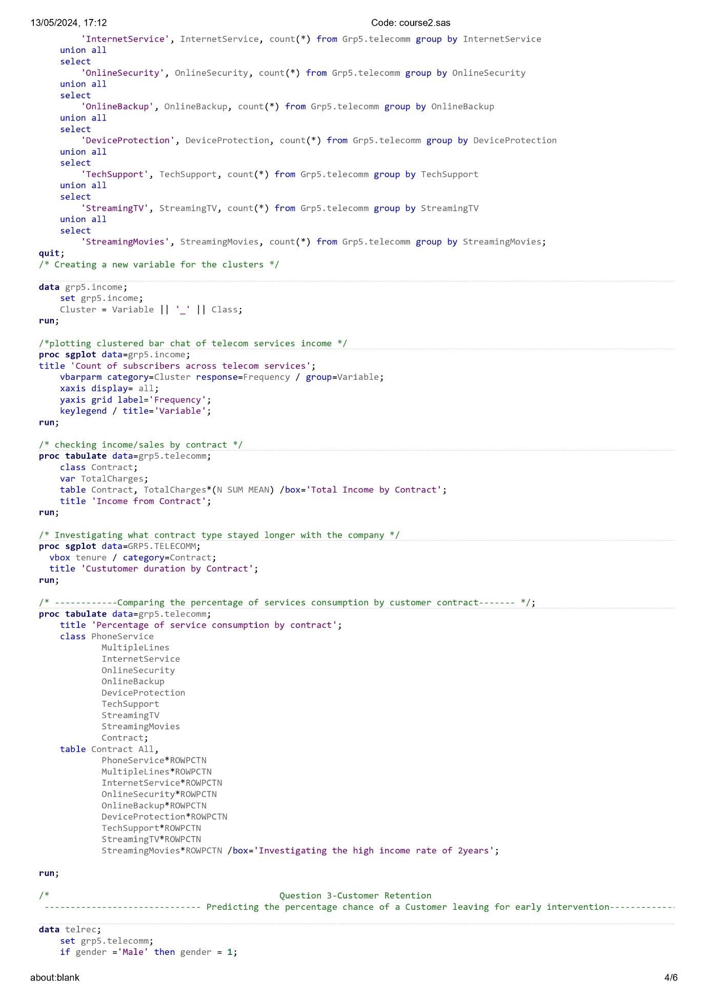 13/05/2024, 17:12 Code: course2.sas
'InternetService', InternetService, count(*) from Grp5.telecomm group by InternetService
union all
select
'OnlineSecurity', OnlineSecurity, count(*) from Grp5.telecomm group by OnlineSecurity
union all
select
'OnlineBackup', OnlineBackup, count(*) from Grp5.telecomm group by OnlineBackup
union all
select
'DeviceProtection', DeviceProtection, count(*) from Grp5.telecomm group by DeviceProtection
union all
select
'TechSupport', TechSupport, count(*) from Grp5.telecomm group by TechSupport
union all
select
'StreamingTV', StreamingTV, count(*) from Grp5.telecomm group by StreamingTV
union all
select
'StreamingMovies', StreamingMovies, count(*) from Grp5.telecomm group by StreamingMovies;
quit;
/* Creating a new variable for the clusters */
data grp5.income;
set grp5.income;
Cluster = Variable || '_' || Class;
run;
/*plotting clustered bar chat of telecom services income */
proc sgplot data=grp5.income;
title 'Count of subscribers across telecom services';
vbarparm category=Cluster response=Frequency / group=Variable;
xaxis display= all;
yaxis grid label='Frequency';
keylegend / title='Variable';
run;
/* checking income/sales by contract */
proc tabulate data=grp5.telecomm;
class Contract;
var TotalCharges;
table Contract, TotalCharges*(N SUM MEAN) /box='Total Income by Contract';
title 'Income from Contract';
run;
/* Investigating what contract type stayed longer with the company */
proc sgplot data=GRP5.TELECOMM;
vbox tenure / category=Contract;
title 'Custutomer duration by Contract';
run;
/* ------------Comparing the percentage of services consumption by customer contract------- */;
proc tabulate data=grp5.telecomm;
title 'Percentage of service consumption by contract';
class PhoneService
MultipleLines
InternetService
OnlineSecurity
OnlineBackup
DeviceProtection
TechSupport
StreamingTV
StreamingMovies
Contract;
table Contract All,
PhoneService*ROWPCTN
MultipleLines*ROWPCTN
InternetService*ROWPCTN
OnlineSecurity*ROWPCTN
OnlineBackup*ROWPCTN
DeviceProtection*ROWPCTN
TechSupport*ROWPCTN
StreamingTV*ROWPCTN
StreamingMovies*ROWPCTN /box='Investigating the high income rate of 2years';
run;
/* Question 3-Customer Retention
------------------------------ Predicting the percentage chance of a Customer leaving for early intervention-------------
data telrec;
set grp5.telecomm;
if gender ='Male' then gender = 1;
about:blank 4/6